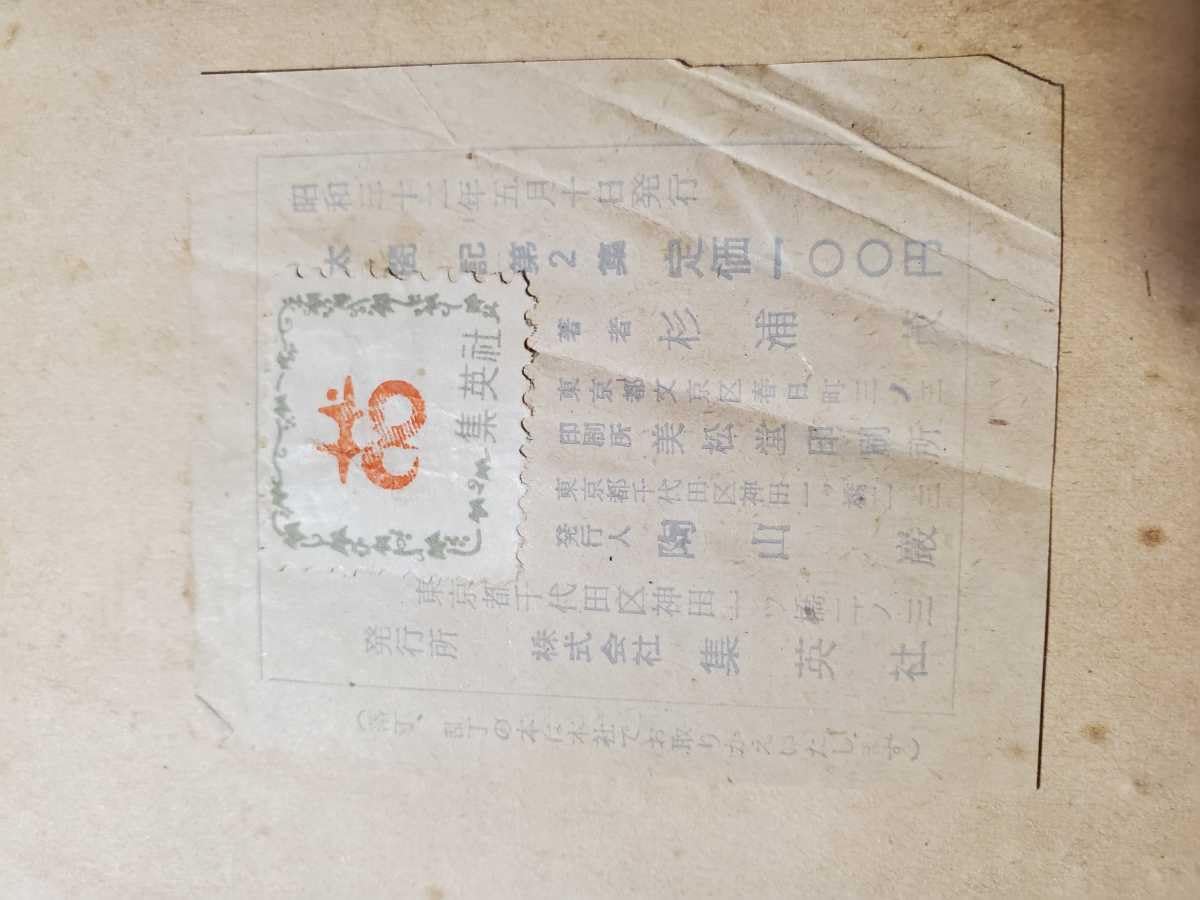 昭和三十二年五月十日発行
太閤記 第2集 定価一〇〇円
著者 杉浦茂
東京都文京区春日町三ノ三
印刷所 美松堂印刷所
東京都千代田区神田一ツ橋二ノ三
発行人 陶山巌
東京都千代田区神田一ツ橋二ノ三
発行所 株式会社 集英社
(落丁、乱丁の本は本社でお取りかえいたします)
集英社